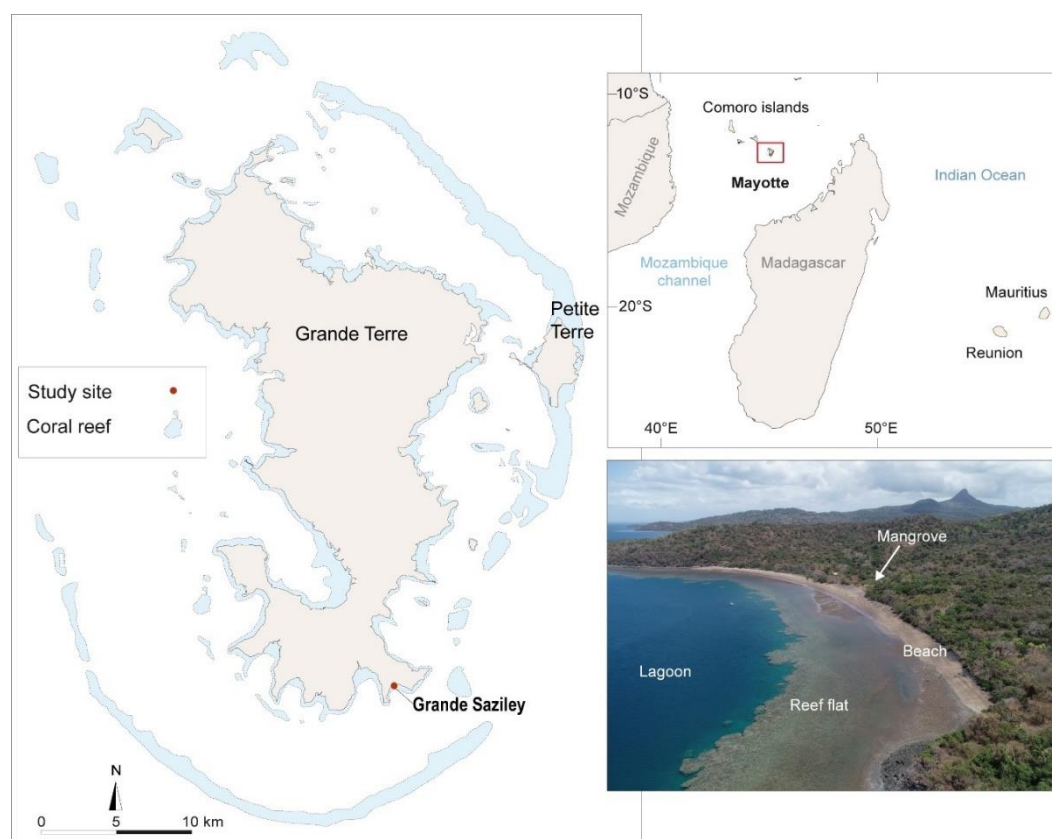 Grande Terre
Petite
Terre
Study site
Coral reef
Grande Saziley
N
0 5 10 km
10°S
Comoro islands
Mozambique
Mayotte
Indian Ocean
Mozambique
channel
Madagascar
20°S
Mauritius
Reunion
40°E 50°E
Mangrove
Lagoon
Beach
Reef flat